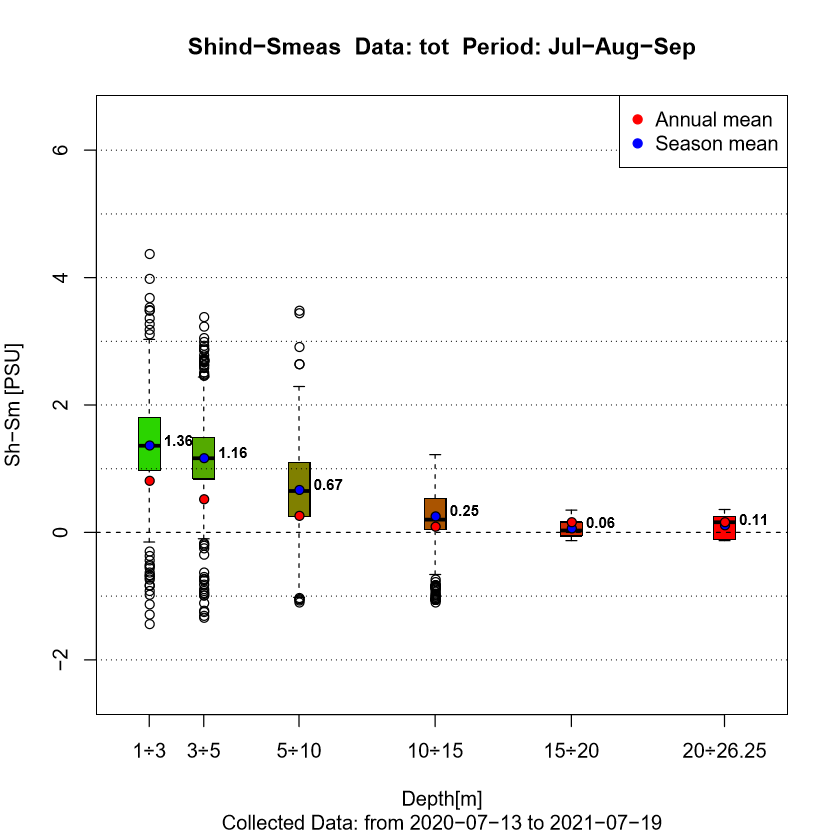 Shind−Smeas  Data: tot  Period: Jul−Aug−Sep
Annual mean
Season mean
Sh−Sm [PSU]
6
4
2
0
−2
1.36
1.16
0.67
0.25
0.06
0.11
1÷3 3÷5 5÷10 10÷15 15÷20 20÷26.25
Depth[m]
Collected Data: from 2020−07−13 to 2021−07−19